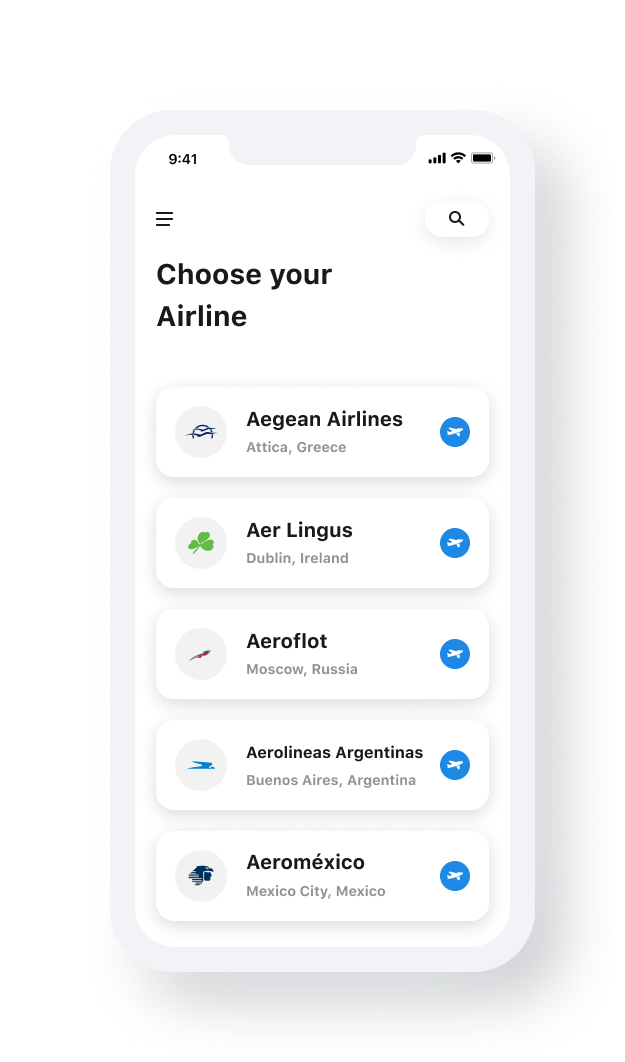 9:41
Choose your
Airline
Aegean Airlines
Attica, Greece
Aer Lingus
Dublin, Ireland
Aeroflot
Moscow, Russia
Aerolineas Argentinas
Buenos Aires, Argentina
Aeroméxico
Mexico City, Mexico